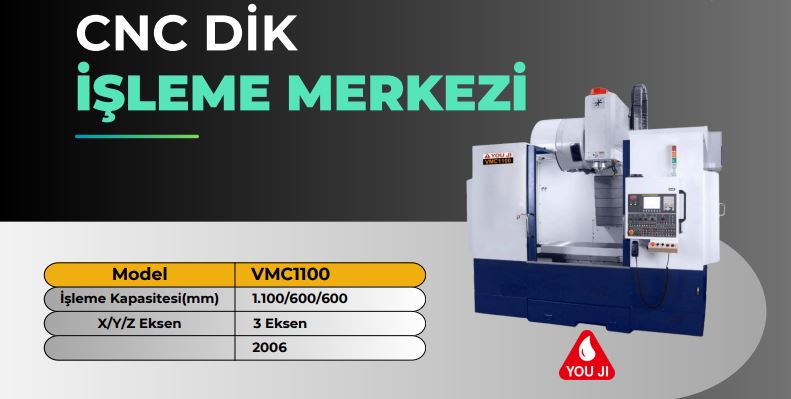 CNC DİK
İŞLEME MERKEZİ
YOU JI
VMC1100
Model VMC1100
İşleme Kapasitesi(mm) 1.100/600/600
X/Y/Z Eksen 3 Eksen
2006
YOU JI